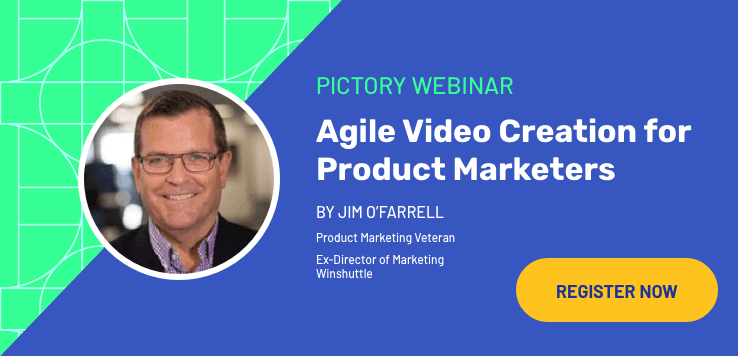 PICTORY WEBINAR
Agile Video Creation for
Product Marketers
BY JIM O'FARRELL
Product Marketing Veteran
Ex-Director of Marketing
Winshuttle
REGISTER NOW